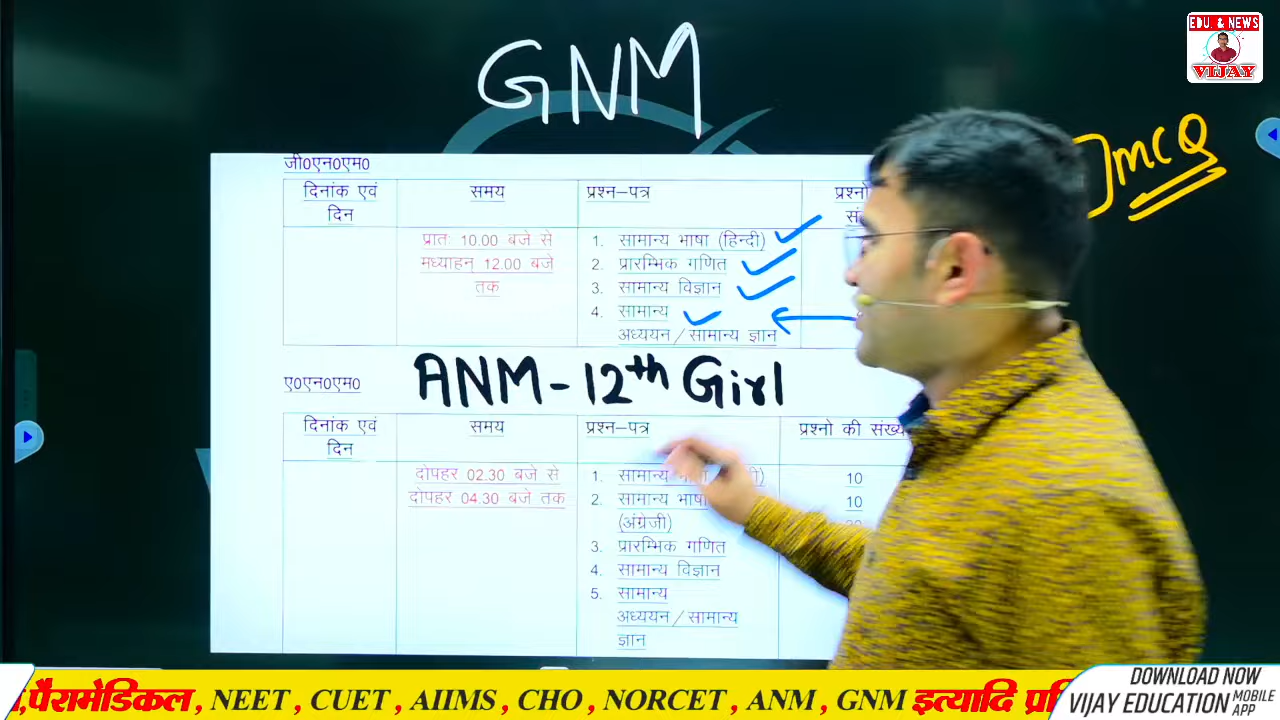 EDU. & NEWS
VIJAY
GNM
MCQ
जी0एन0एम0
दिनांक एवं
दिन
समय
प्रश्न–पत्र
प्रातः 10.00 बजे से
मध्याहन् 12.00 बजे
तक
1. सामान्य भाषा (हिन्दी)
2. प्रारम्भिक गणित
3. सामान्य विज्ञान
4. सामान्य
अध्ययन/सामान्य ज्ञान
ANM - 12th Girl
ए0एन0एम0
दिनांक एवं
दिन
समय
प्रश्न–पत्र
प्रश्नो की
दोपहर 02.30 बजे से
दोपहर 04.30 बजे तक
1. सामान्य
10
2. सामान्य भाषा
(अंग्रेजी)
10
3. प्रारम्भिक गणित
4. सामान्य विज्ञान
5. सामान्य
अध्ययन/सामान्य
ज्ञान
पैरामेडिकल, NEET, CUET, AIIMS, CHO, NORCET, ANM, GNM इत्यादि
DOWNLOAD NOW
VIJAY EDUCATION MOBILE APP